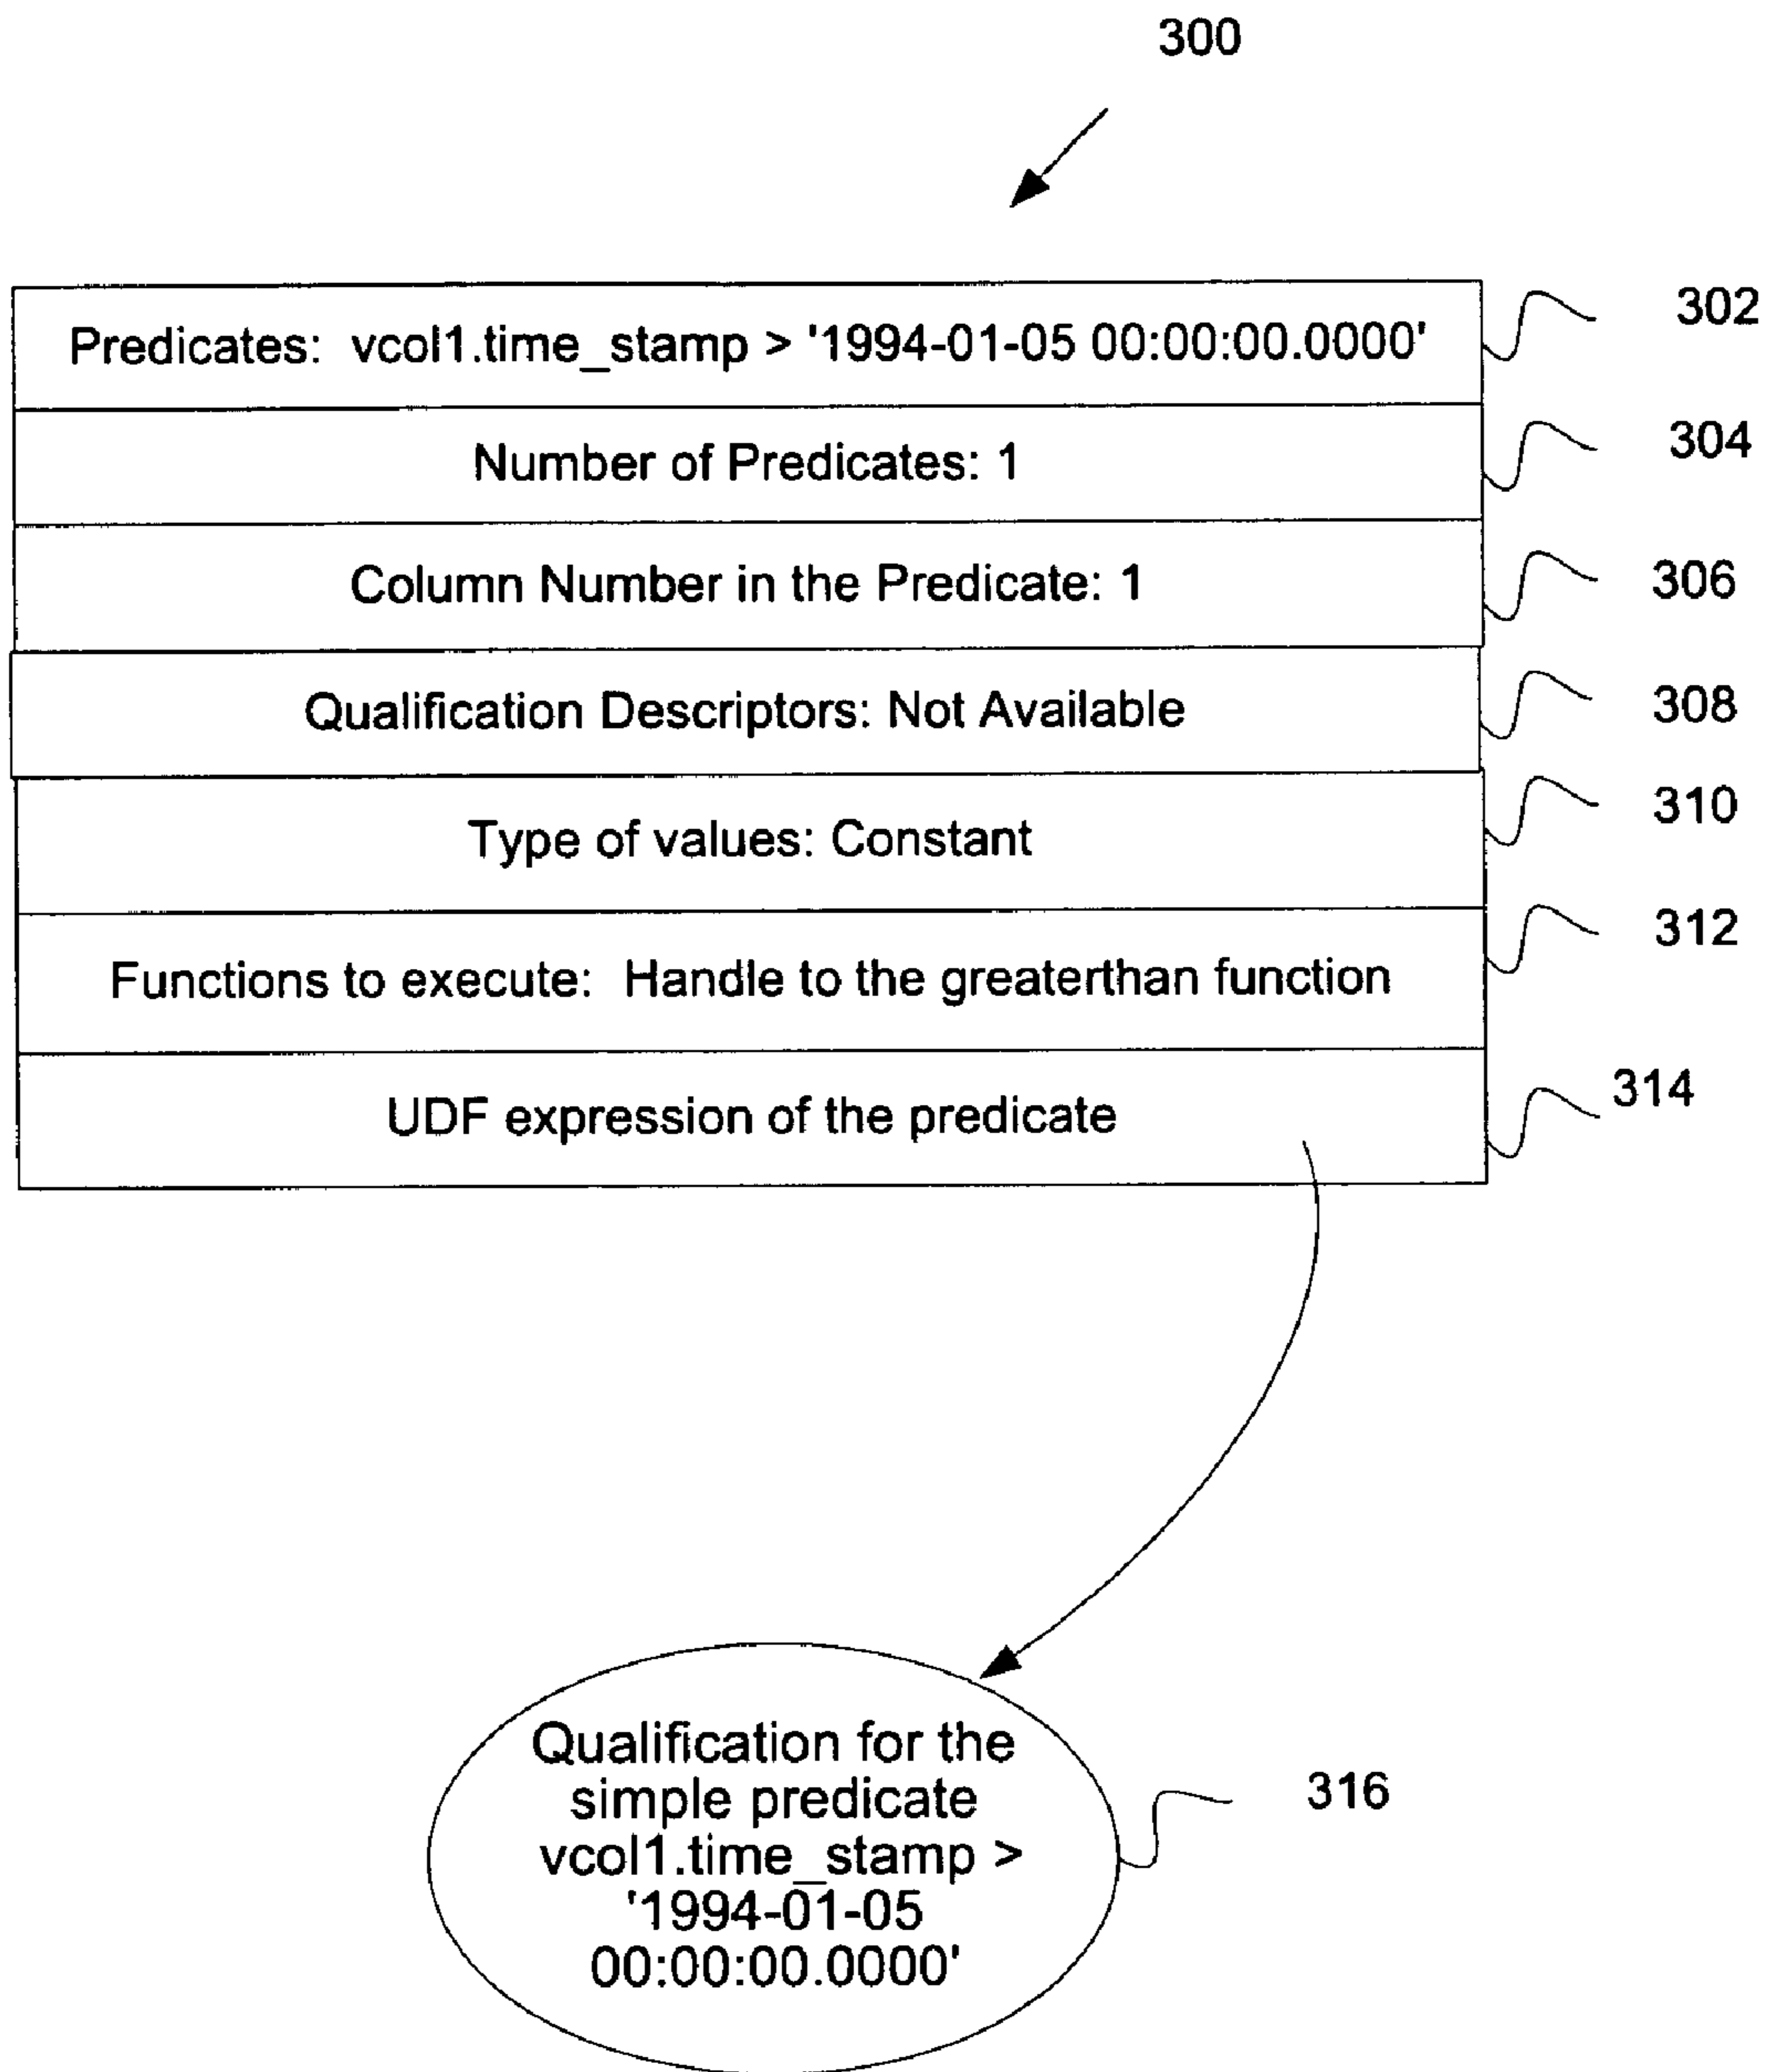 300
Predicates: vcol1.time_stamp > '1994-01-05 00:00:00.0000'
302
Number of Predicates: 1
304
Column Number in the Predicate: 1
306
Qualification Descriptors: Not Available
308
Type of values: Constant
310
Functions to execute: Handle to the greaterthan function
312
UDF expression of the predicate
314
Qualification for the
simple predicate
vcol1.time_stamp >
'1994-01-05
00:00:00.0000'
316